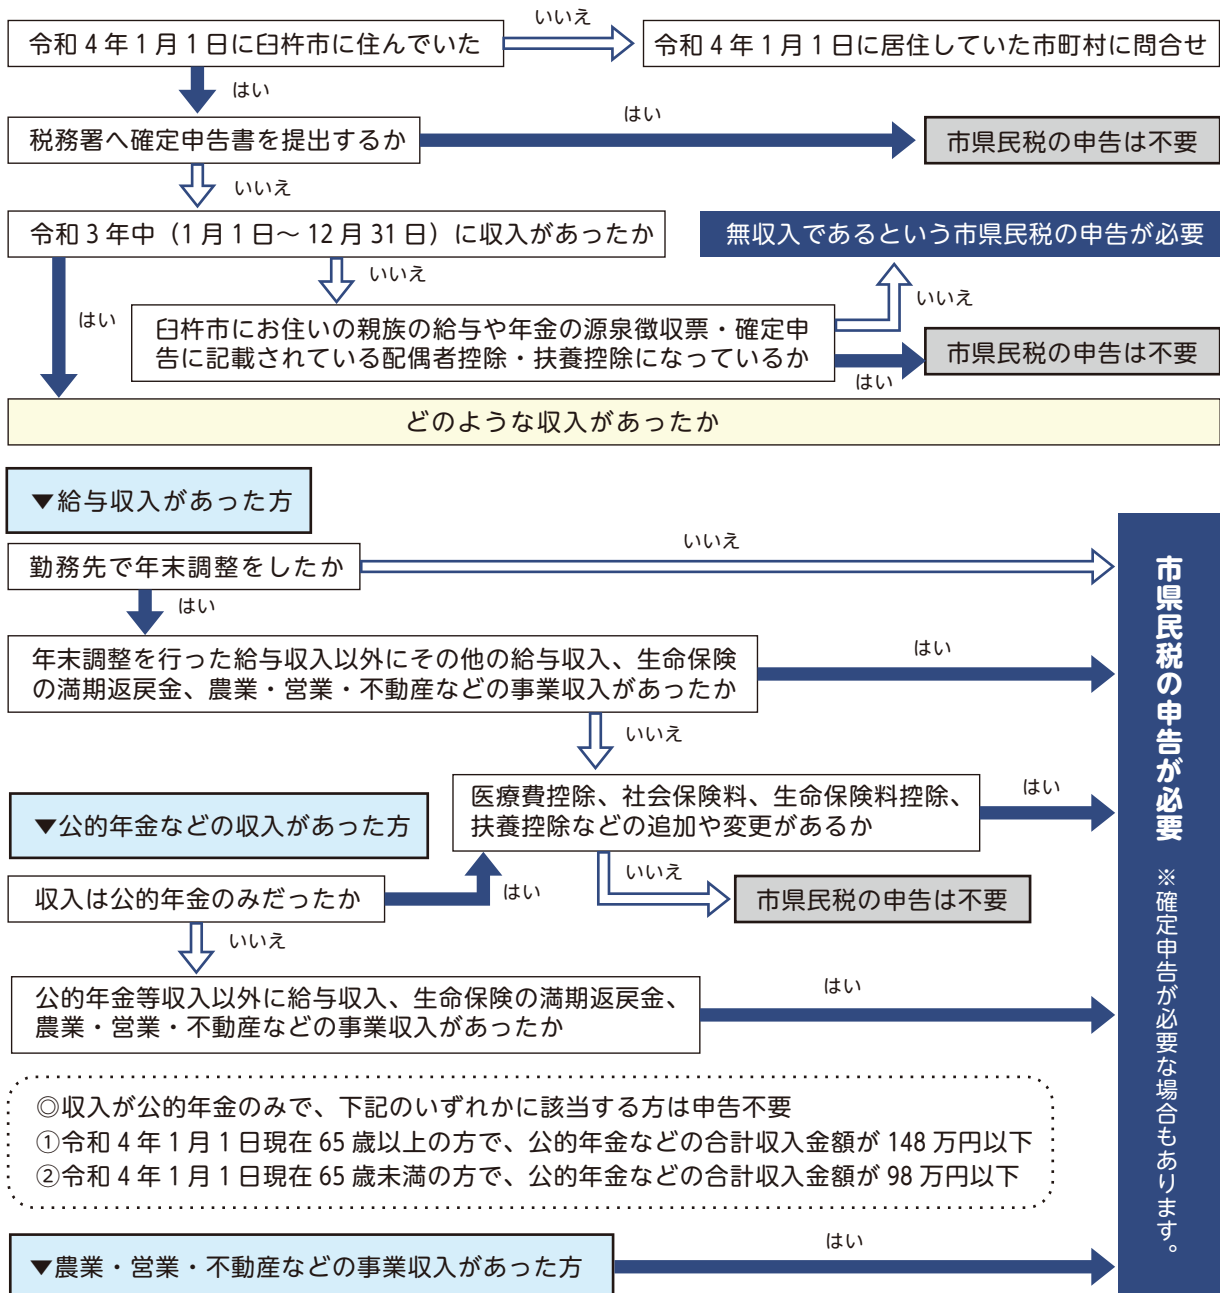 いいえ
令和4年1月1日に臼杵市に住んでいた
令和4年1月1日に居住していた市町村に問合せ
はい
はい
税務署へ確定申告書を提出するか
市県民税の申告は不要
いいえ
令和3年中（1月1日～12月31日）に収入があったか
無収入であるという市県民税の申告が必要
いいえ
いいえ
はい
臼杵市にお住いの親族の給与や年金の源泉徴収票・確定申
告に記載されている配偶者控除・扶養控除になっているか
市県民税の申告は不要
はい
どのような収入があったか
▼給与収入があった方
いいえ
勤務先で年末調整をしたか
はい
年末調整を行った給与収入以外にその他の給与収入、生命保険
の満期返戻金、農業・営業・不動産などの事業収入があったか
はい
いいえ
医療費控除、社会保険料、生命保険料控除、
扶養控除などの追加や変更があるか
はい
▼公的年金などの収入があった方
いいえ
収入は公的年金のみだったか
はい
市県民税の申告は不要
いいえ
公的年金等収入以外に給与収入、生命保険の満期返戻金、
農業・営業・不動産などの事業収入があったか
はい
◎収入が公的年金のみで、下記のいずれかに該当する方は申告不要
①令和4年1月1日現在65歳以上の方で、公的年金などの合計収入金額が148万円以下
②令和4年1月1日現在65歳未満の方で、公的年金などの合計収入金額が98万円以下
▼農業・営業・不動産などの事業収入があった方
はい
市県民税の申告が必要 ※確定申告が必要な場合もあります。